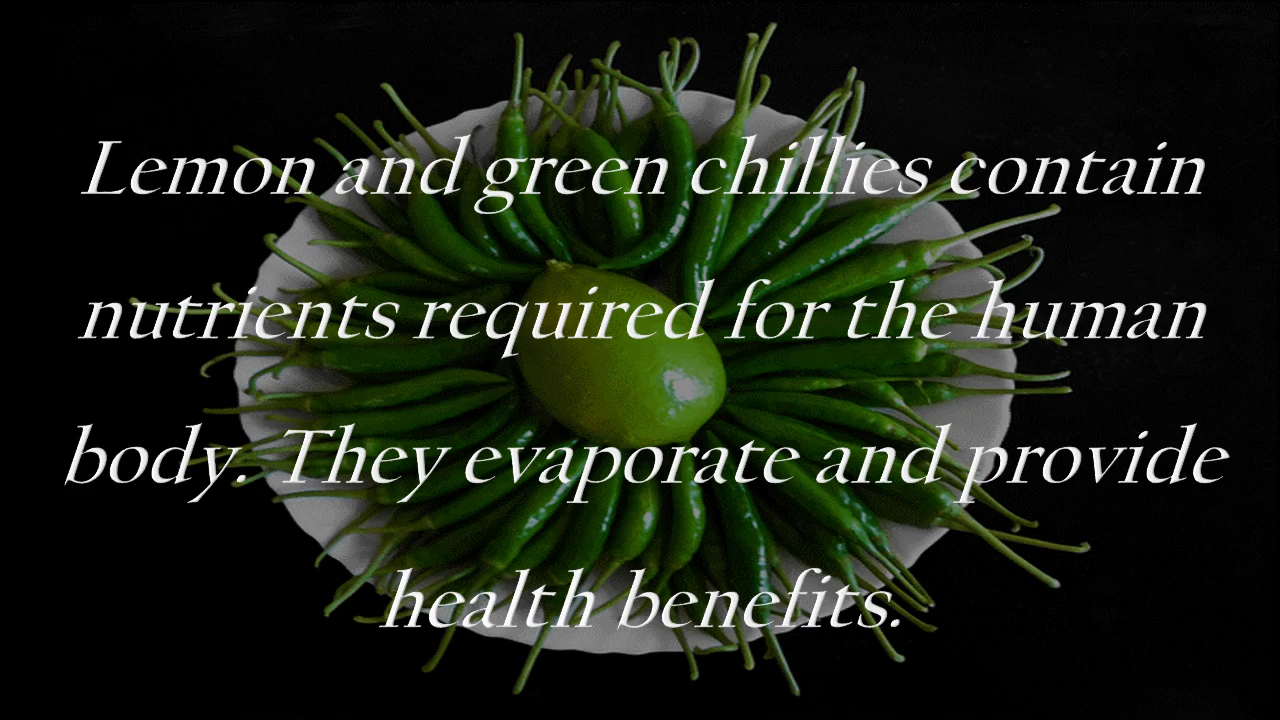 Lemon and green chillies contain
nutrients required for the human
body. They evaporate and provide
health benefits.